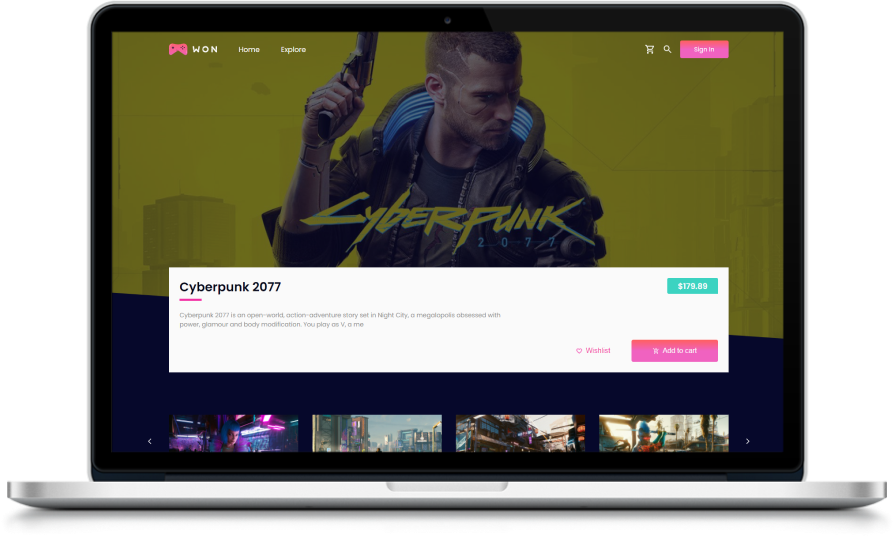 WON Home Explore Sign in
CYBERPUNK
2077
Cyberpunk 2077 $179.89
Cyberpunk 2077 is an open-world, action-adventure story set in Night City, a megalopolis obsessed with
power, glamour and body modification. You play as V, a me
Wishlist Add to cart